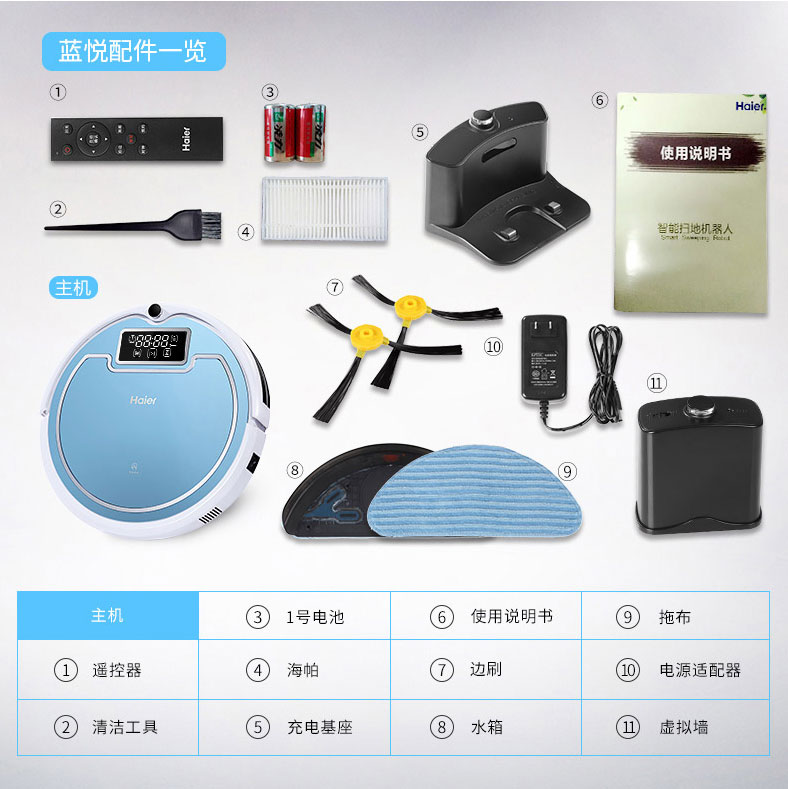 蓝悦配件一览
①
③
⑤
⑥
Haier
Haier
使用说明书
②
④
智能扫地机器人
Smart Sweeping Robot
主机
⑦
⑩
88:88
Haier
⑪
⑧
⑨
主机
③ 1号电池
⑥ 使用说明书
⑨ 拖布
① 遥控器
④ 海帕
⑦ 边刷
⑩ 电源适配器
② 清洁工具
⑤ 充电基座
⑧ 水箱
⑪ 虚拟墙